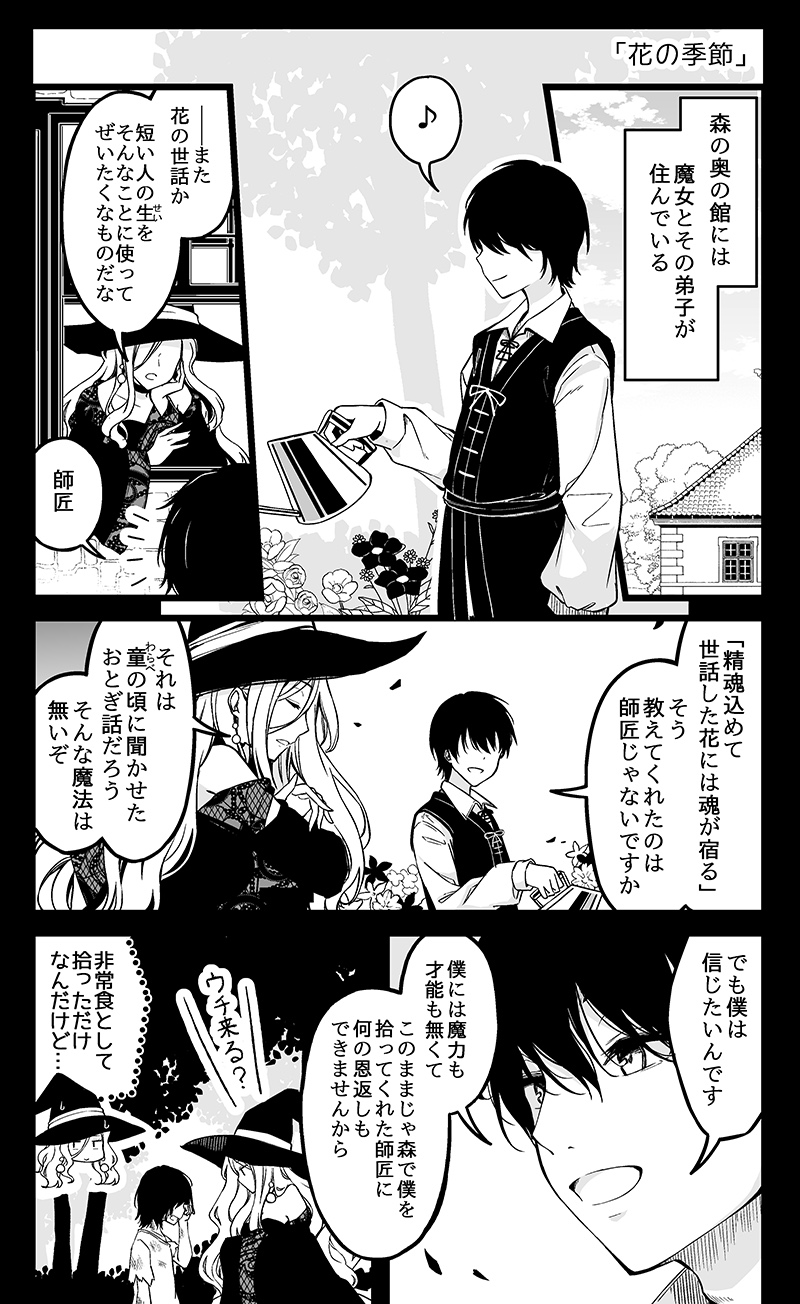 「花の季節」
森の奥の館には
魔女とその弟子が
住んでいる
♪
――また
花の世話か
短い人の生を
せい
そんなことに使って
ぜいたくなものだな
師匠
「精魂込めて
世話した花には魂が宿る」
そう
教えてくれたのは
師匠じゃないですか
それは
童の頃に聞かせた
わらべ
おとぎ話だろう
そんな魔法は
無いぞ
でも僕は
信じたいんです
僕には魔力も
才能も無くて
このままじゃ森で僕を
拾ってくれた師匠に
何の恩返しも
できませんから
ウチ来る?
非常食として
拾っただけ
なんだけど…